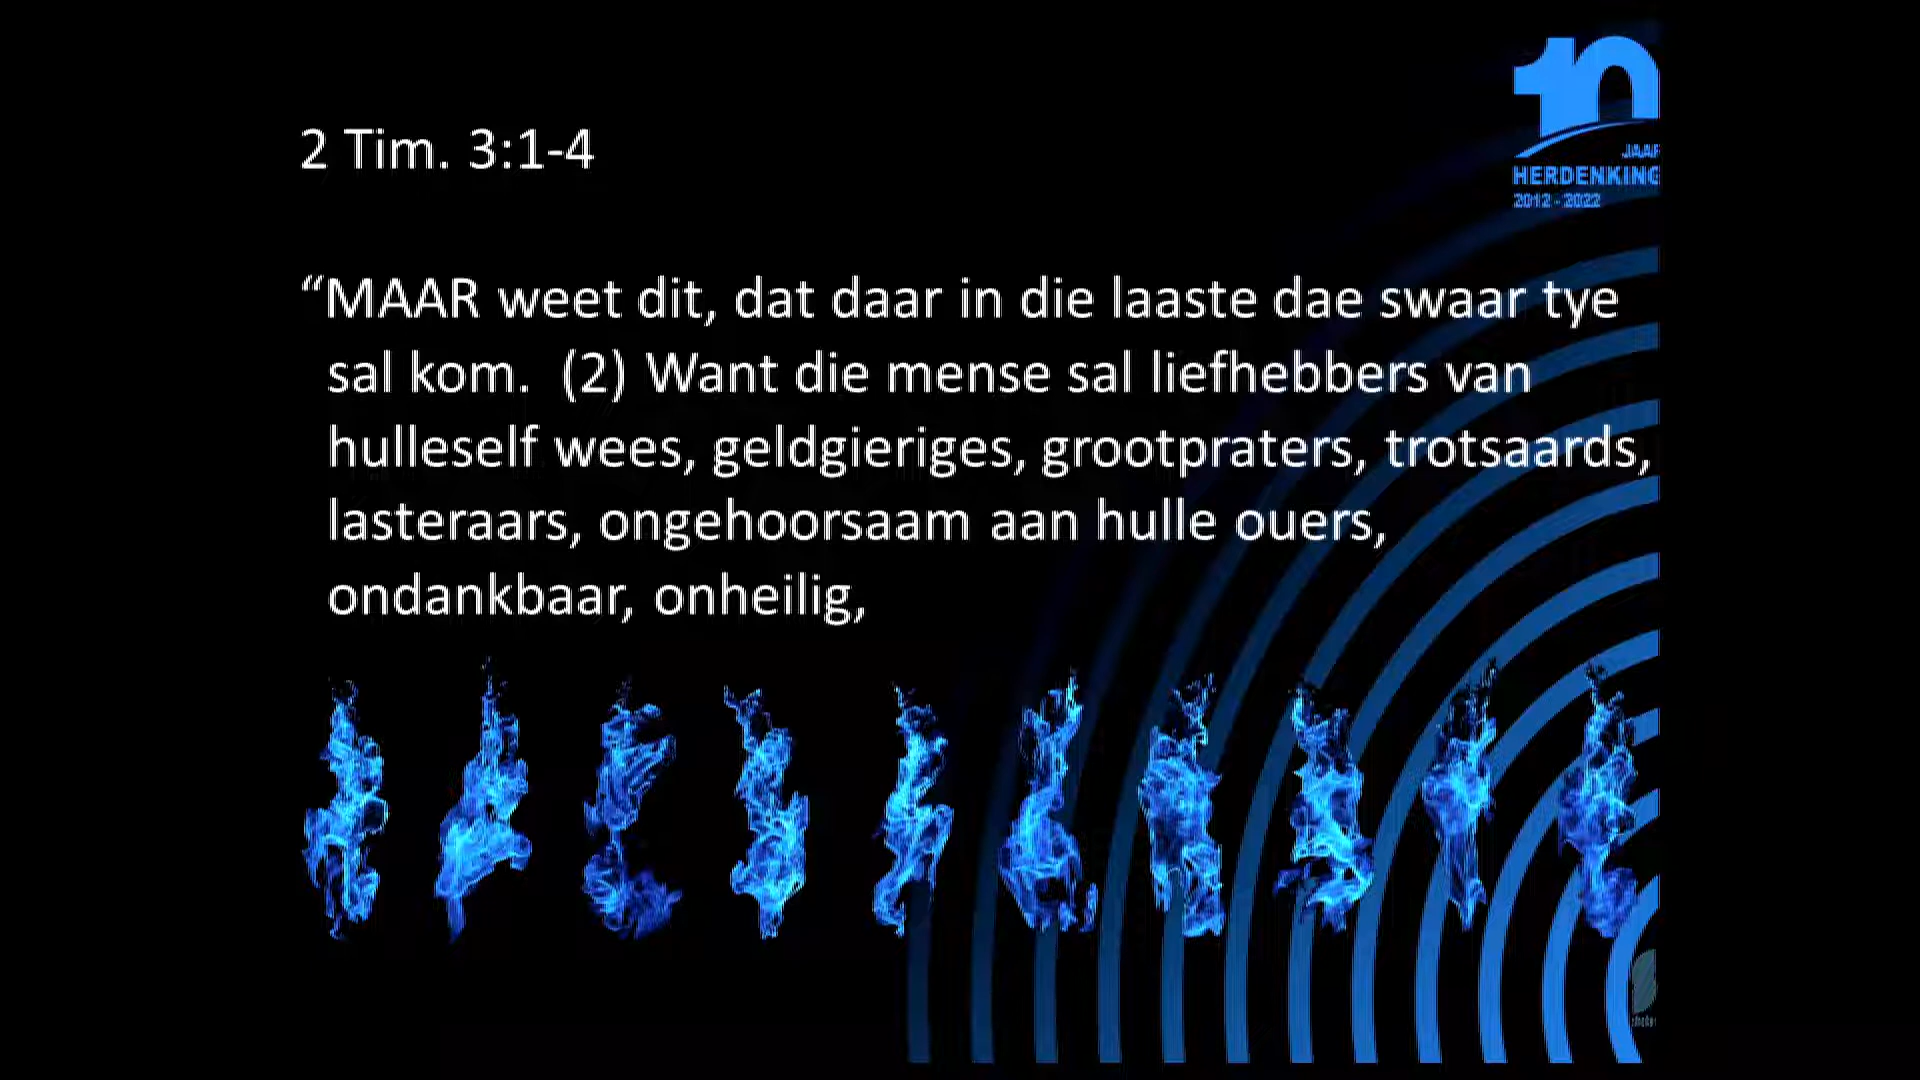 10
JAAR
HERDENKING
2012 - 2022
2 Tim. 3:1-4
“MAAR weet dit, dat daar in die laaste dae swaar tye
sal kom. (2) Want die mense sal liefhebbers van
hulleself wees, geldgieriges, grootpraters, trotsaards,
lasteraars, ongehoorsaam aan hulle ouers,
ondankbaar, onheilig,